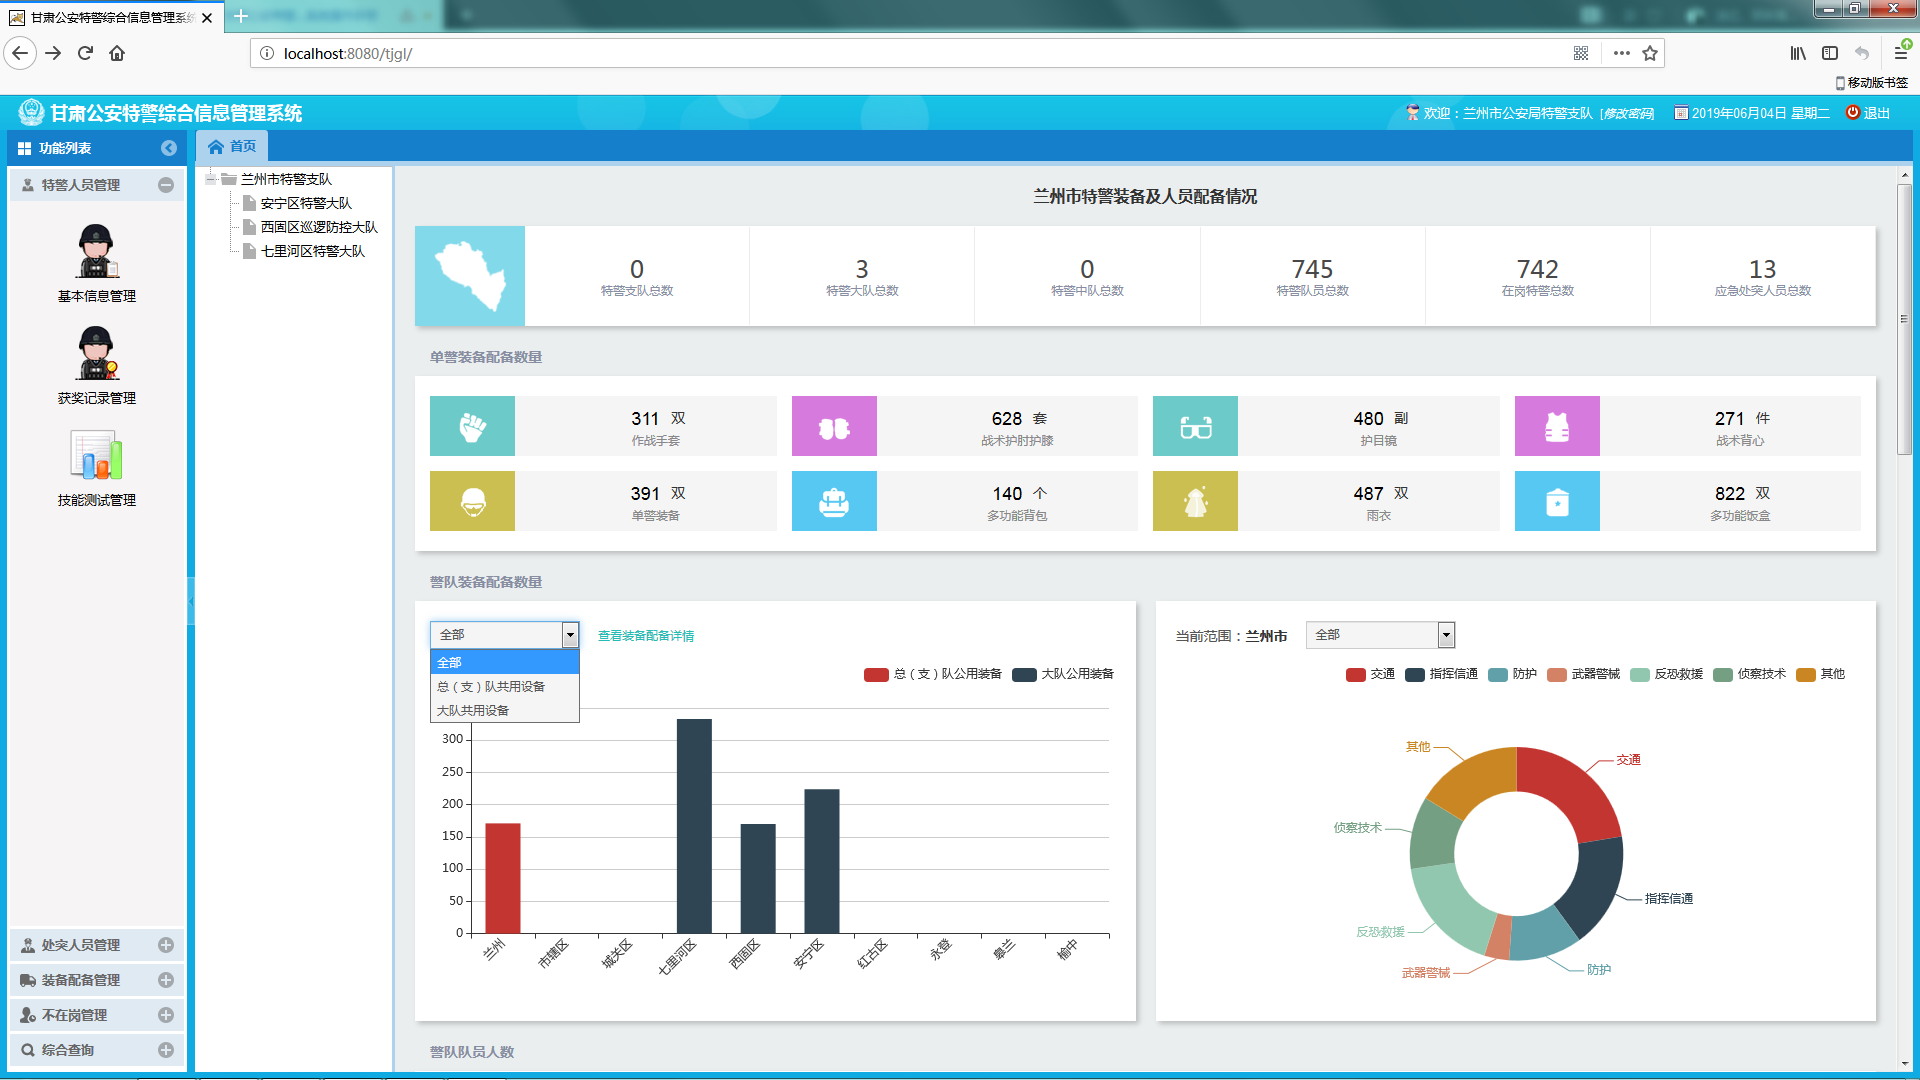 甘肃公安特警综合信息管理系统
localhost:8080/tjgl/
移动版书签
甘肃公安特警综合信息管理系统
欢迎：兰州市公安局特警支队 [修改密码] 2019年06月04日 星期二 退出
功能列表
首页
特警人员管理
基本信息管理
获奖记录管理
技能测试管理
处突人员管理
装备配备管理
不在岗管理
综合查询
兰州市特警支队
安宁区特警大队
西固区巡逻防控大队
七里河区特警大队
兰州市特警装备及人员配备情况
0 3 0 745 742 13
特警支队总数 特警大队总数 特警中队总数 特警队员总数 在岗特警总数 应急处突人员总数
单警装备配备数量
311 双 628 套 480 副 271 件
作战手套 战术护肘护膝 护目镜 战术背心
391 双 140 个 487 双 822 双
单警装备 多功能背包 雨衣 多功能饭盒
警队装备配备数量
全部 查看装备配备详情
全部
总（支）队共用设备
大队共用设备
总（支）队公用装备 大队公用装备
300
250
200
150
100
50
0
兰州 市辖区 城关区 七里河区 西固区 安宁区 红古区 永登 皋兰 榆中
当前范围：兰州市 全部
交通 指挥信通 防护 武器警械 反恐救援 侦察技术 其他
其他
交通
侦察技术
指挥信通
反恐救援
武器警械
防护
警队队员人数